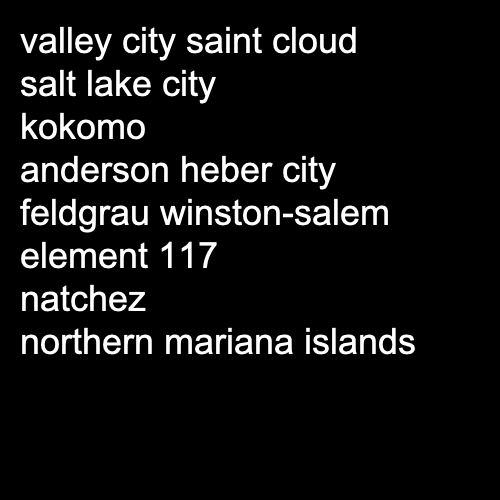 valley city saint cloud
salt lake city
kokomo
anderson heber city
feldgrau winston-salem
element 117
natchez
northern mariana islands